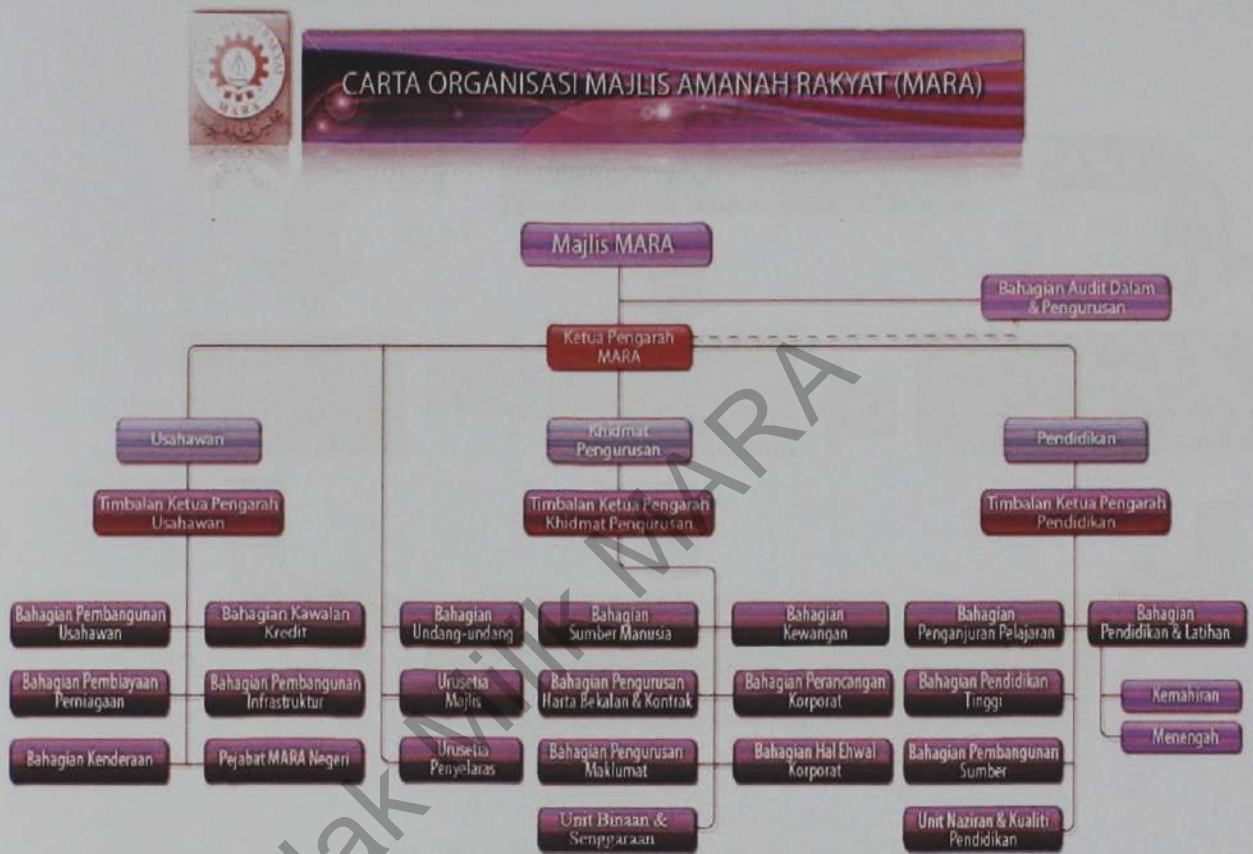 CARTA ORGANISASI MAJLIS AMANAH RAKYAT (MARA)
MARA
Majlis MARA
Bahagian Audit Dalam
& Pengurusan
Ketua Pengarah
MARA
Usahawan
Khidmat
Pengurusan
Pendidikan
Timbalan Ketua Pengarah
Usahawan
Timbalan Ketua Pengarah
Khidmat Pengurusan
Timbalan Ketua Pengarah
Pendidikan
Bahagian Pembangunan
Usahawan
Bahagian Kawalan
Kredit
Bahagian
Undang-undang
Bahagian
Sumber Manusia
Bahagian
Kewangan
Bahagian
Penganjuran Pelajaran
Bahagian
Pendidikan & Latihan
Bahagian Pembiayaan
Perniagaan
Bahagian Pembangunan
Infrastruktur
Urusetia
Majlis
Bahagian Pengurusan
Harta Bekalan & Kontrak
Bahagian Perancangan
Korporat
Bahagian Pendidikan
Tinggi
Kemahiran
Menengah
Bahagian Kenderaan
Pejabat MARA Negeri
Urusetia
Penyelaras
Bahagian Pengurusan
Maklumat
Bahagian Hal Ehwal
Korporat
Bahagian Pembangunan
Sumber
Unit Binaan &
Senggaraan
Unit Naziran & Kualiti
Pendidikan
Hak Milik MARA